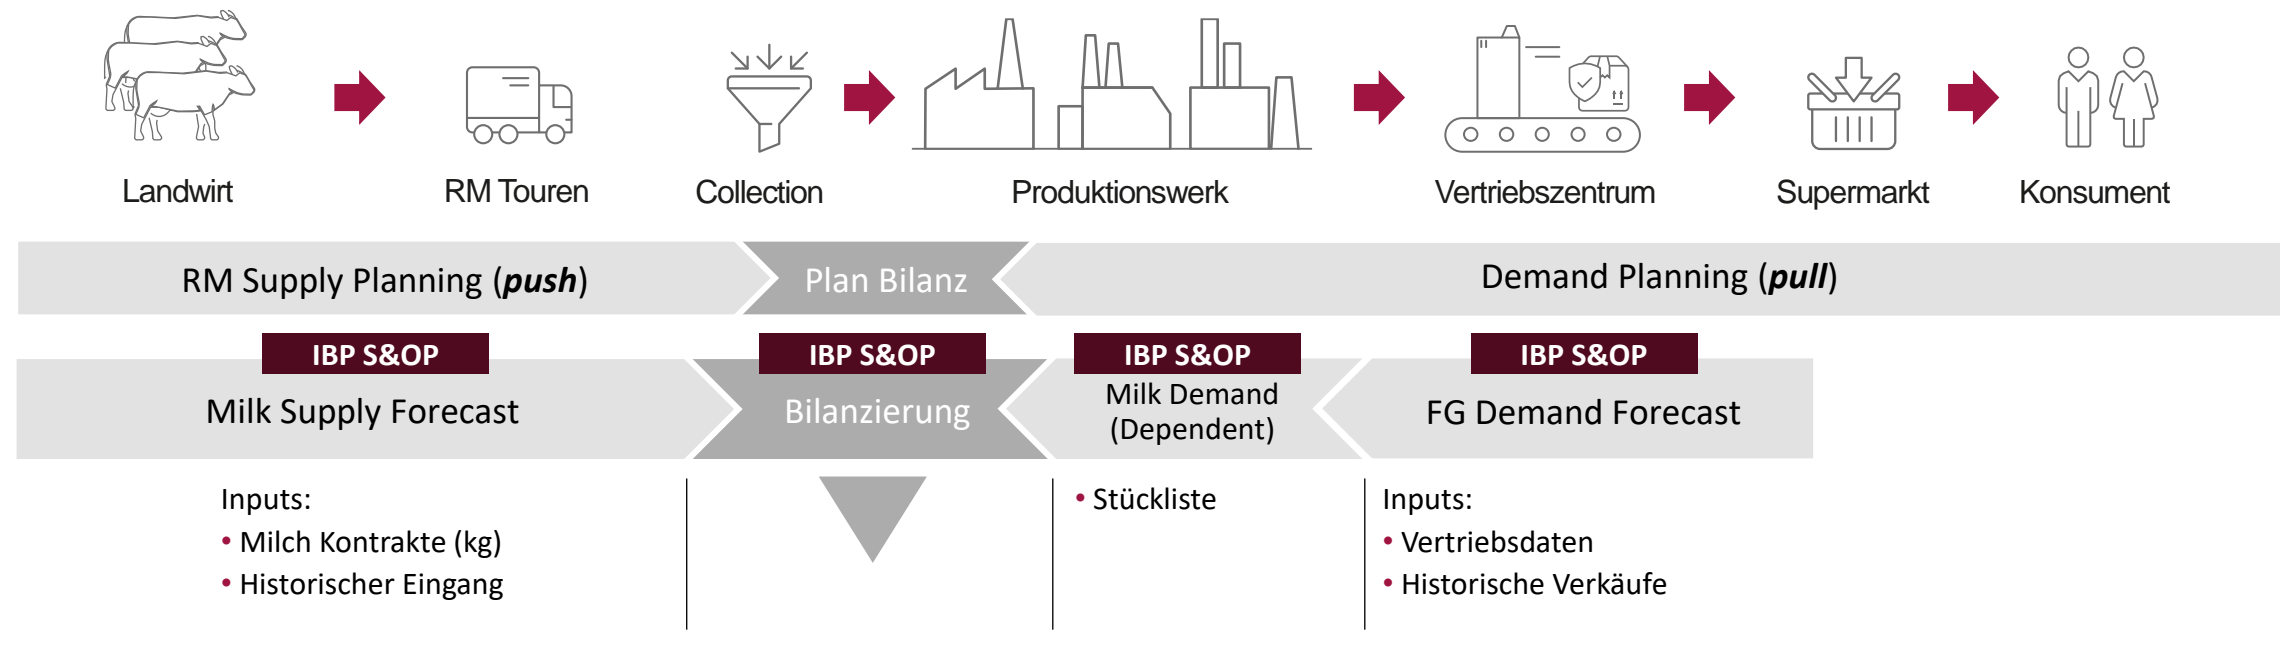 Landwirt
RM Touren
Collection
Produktionswerk
Vertriebszentrum
Supermarkt
Konsument
RM Supply Planning (push)
Plan Bilanz
Demand Planning (pull)
IBP S&OP
IBP S&OP
IBP S&OP
IBP S&OP
Milk Supply Forecast
Bilanzierung
Milk Demand
(Dependent)
FG Demand Forecast
Inputs:
• Milch Kontrakte (kg)
• Historischer Eingang
• Stückliste
Inputs:
• Vertriebsdaten
• Historische Verkäufe